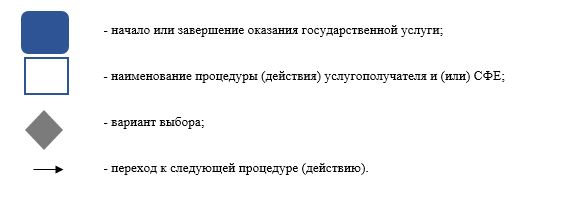 - начало или завершение оказания государственной услуги;
- наименование процедуры (действия) услугополучателя и (или) СФЕ;
- вариант выбора;
- переход к следующей процедуре (действию).